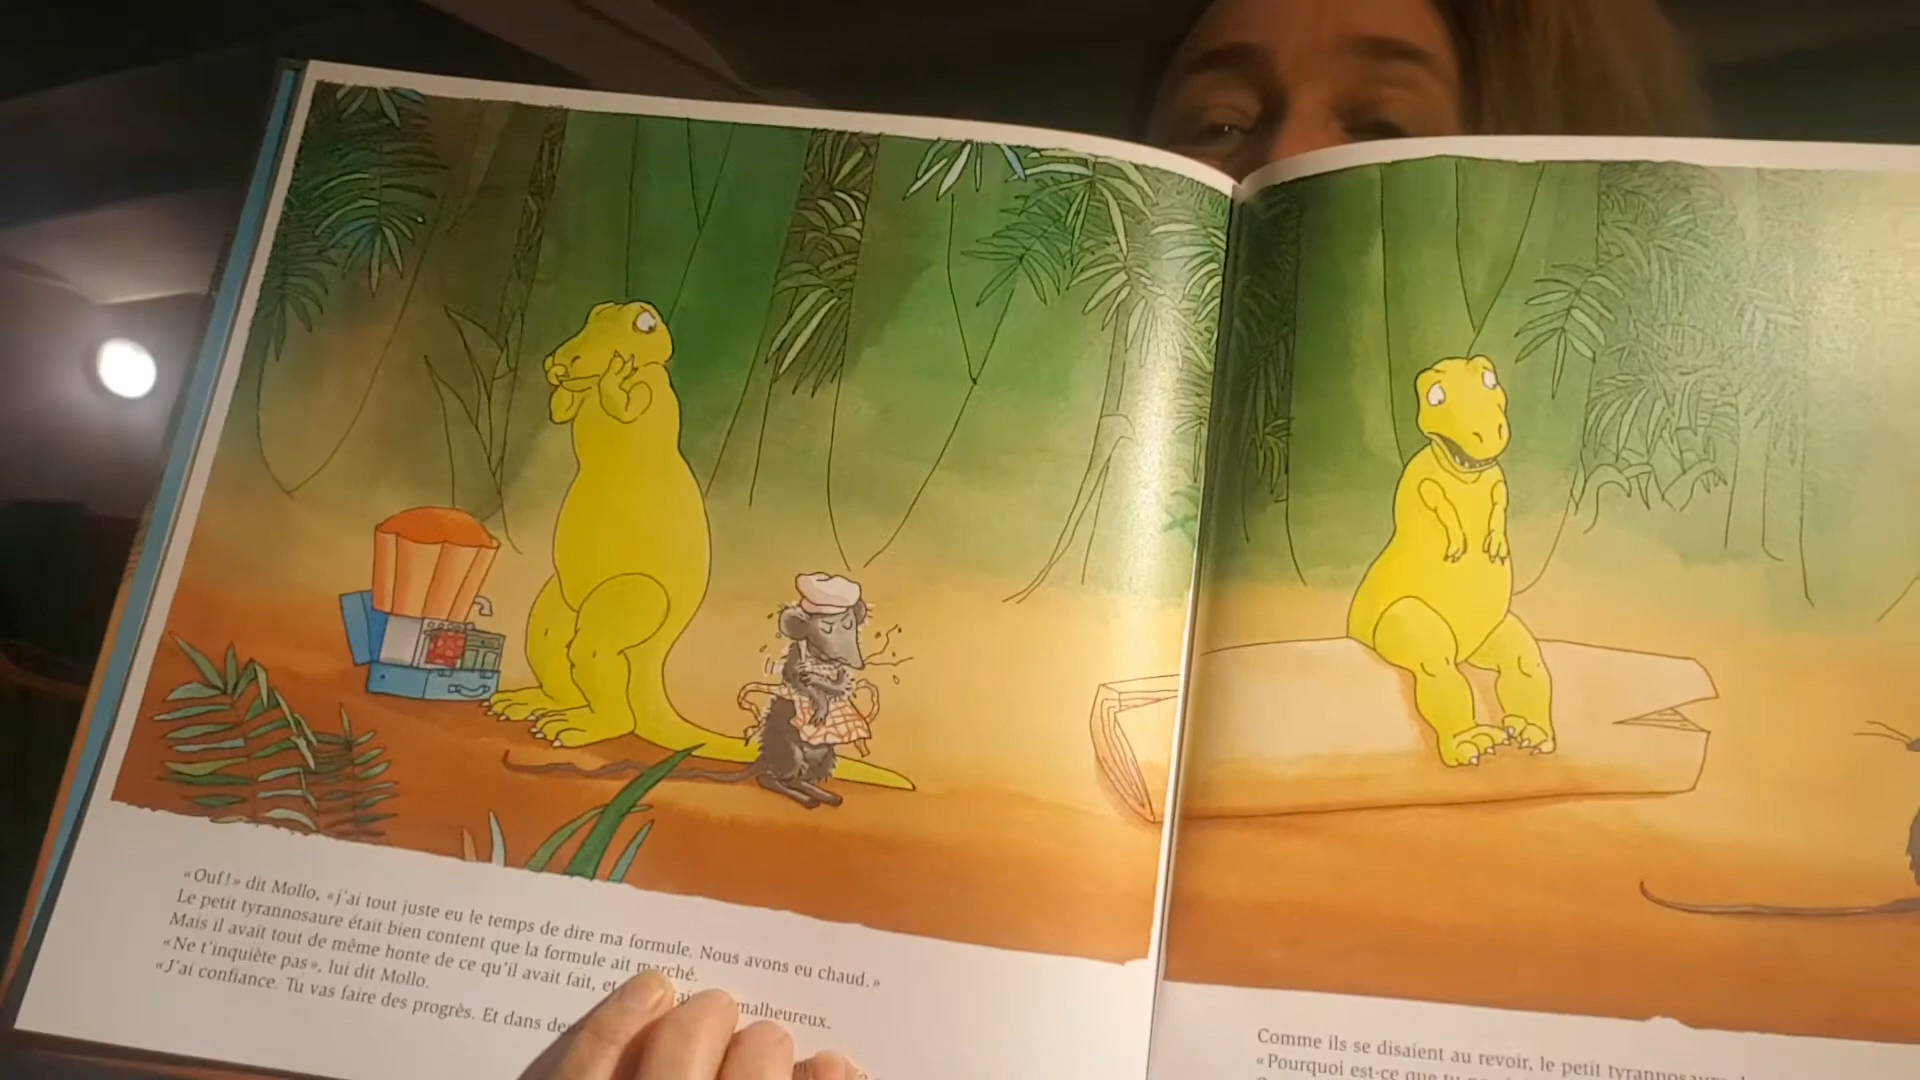 «Ouf!» dit Mollo, «j'ai tout juste eu le temps de dire ma formule. Nous avons eu chaud.»
Le petit tyrannosaure était bien content que la formule ait marché.
Mais il avait tout de même honte de ce qu'il avait fait, et malheureux.
«Ne t'inquiète pas», lui dit Mollo.
«J'ai confiance. Tu vas faire des progrès. Et dans
Comme ils se disaient au revoir, le petit
«Pourquoi est-ce que